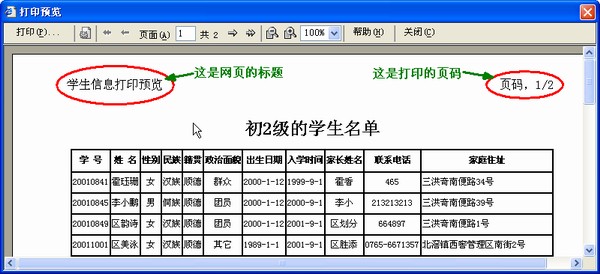 打印预览
打印(P)... 页面(A) 1 共 2 100% 帮助(H) 关闭(C)
学生信息打印预览 这是网页的标题 这是打印的页码 页码，1/2
初2级的学生名单
学 号 姓 名 性别 民族 籍贯 政治面貌 出生日期 入学时间 家长姓名 联系电话 家庭住址
20010841 霍珏珊 女 汉族 顺德 群众 2000-1-12 1999-9-1 霍香 465 三洪奇南便路34号
20010845 李小鹏 男 侗族 顺德 团员 2000-1-12 2000-9-1 李小 213213213 三洪奇南便路39号
20010849 区韵诗 女 汉族 顺德 团员 2000-1-12 2001-9-1 区划分 664897 三洪奇南便路1号
20011001 区美泳 女 汉族 顺德 其它 1989-1-1 2001-9-1 区胜添 0765-6671357 北滘镇西窖管理区南街2号